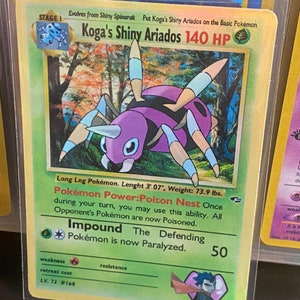 STAGE 1
Evolves from Shiny Spinarak Put Koga's Shiny Ariados on the Basic Pokémon
Koga's Shiny Ariados 140 HP
Long Leg Pokémon. Lenght 3' 07", Weight: 73.9 lbs.
Pokémon Power:Poison Nest Once
during your turn, you may use this ability. All
Opponent's Pokémon are now Poisoned.
Impound The Defending
Pokémon is now Paralyzed. 50
weakness resistance
retreat cost
LV. 72 #168